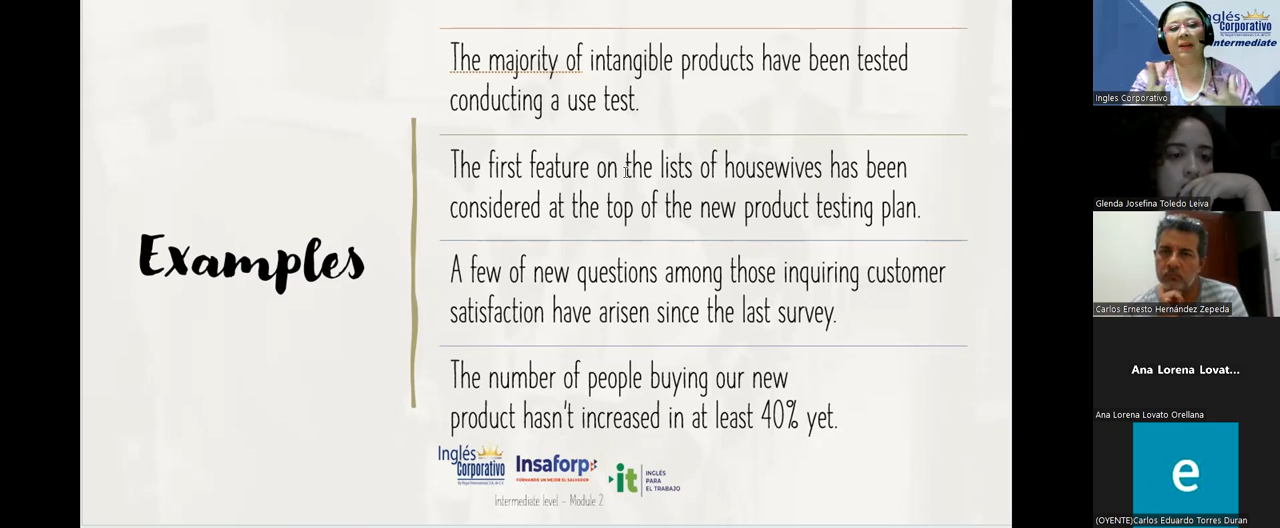 Examples
The majority of intangible products have been tested
conducting a use test.
The first feature on the lists of housewives has been
considered at the top of the new product testing plan.
A few of new questions among those inquiring customer
satisfaction have arisen since the last survey.
The number of people buying our new
product hasn't increased in at least 40% yet.
Inglés
Corporativo
Insaforp
FORMANDO UN MEJOR EL SALVADOR
it
INGLÉS
PARA
EL TRABAJO
Intermediate level - Module 2
Inglés
Corporativo
Intermediate
Ingles Corporativo
Glenda Josefina Toledo Leiva
Carlos Ernesto Hernández Zepeda
Ana Lorena Lovat...
Ana Lorena Lovato Orellana
e
(OYENTE)Carlos Eduardo Torres Duran